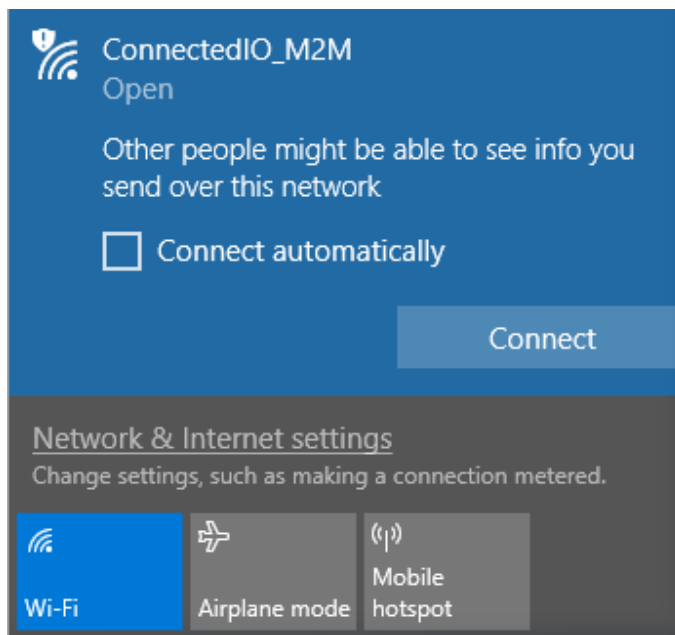 ConnectedIO_M2M
Open
Other people might be able to see info you
send over this network
Connect automatically
Connect
Network & Internet settings
Change settings, such as making a connection metered.
Wi-Fi
Airplane mode
Mobile
hotspot